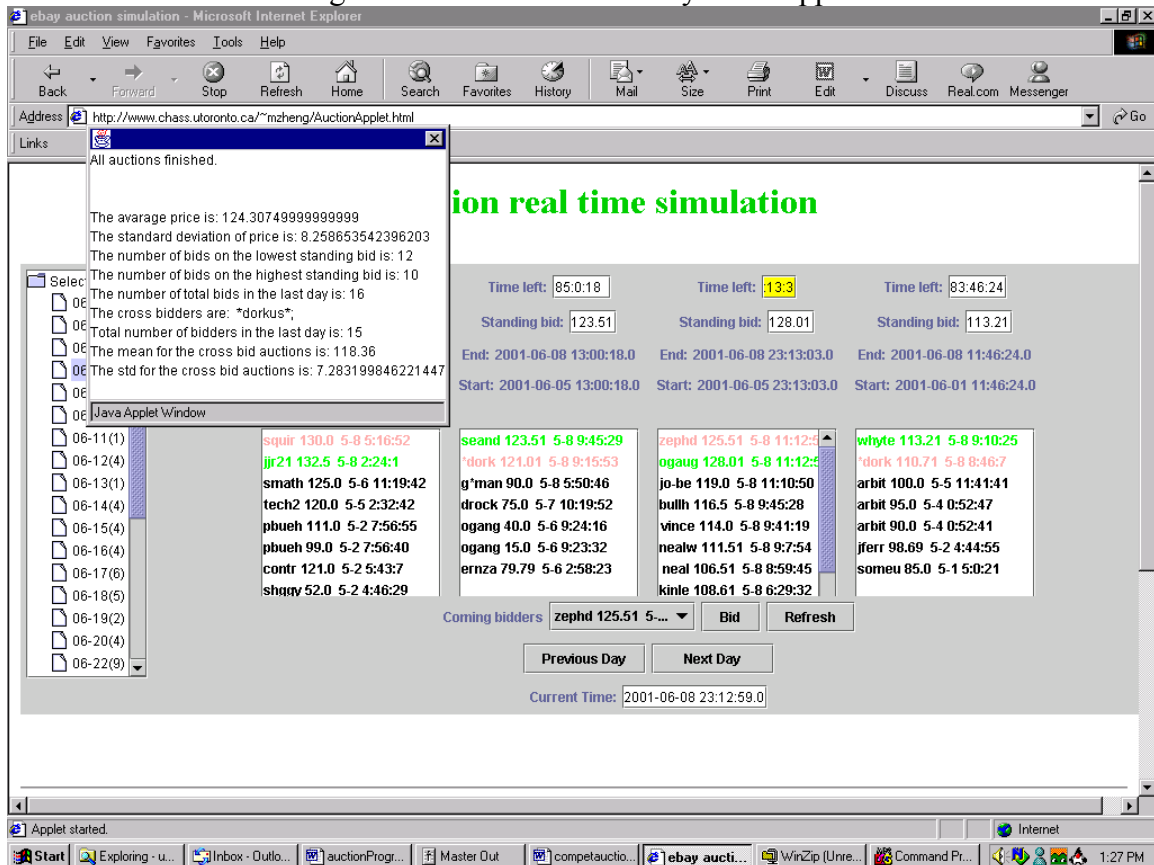 ebay auction simulation - Microsoft Internet Explorer
File Edit View Favorites Tools Help
Back Forward Stop Refresh Home Search Favorites History Mail Size Print Edit Discuss Real.com Messenger
Address http://www.chass.utoronto.ca/~mzheng/AuctionApplet.html Go
Links
All auctions finished.
The avarage price is: 124.30749999999999
The standard deviation of price is: 8.258653542396203
The number of bids on the lowest standing bid is: 12
The number of bids on the highest standing bid is: 10
The number of total bids in the last day is: 16
The cross bidders are: *dorkus*;
Total number of bidders in the last day is: 15
The mean for the cross bid auctions is: 118.36
The std for the cross bid auctions is: 7.283199846221447
Java Applet Window
ion real time simulation
Selec
06-11(1)
06-12(4)
06-13(1)
06-14(4)
06-15(4)
06-16(4)
06-17(6)
06-18(5)
06-19(2)
06-20(4)
06-22(9)
Time left: 85:0:18 Time left: :13:3 Time left: 83:46:24
Standing bid: 123.51 Standing bid: 128.01 Standing bid: 113.21
End: 2001-06-08 13:00:18.0 End: 2001-06-08 23:13:03.0 End: 2001-06-08 11:46:24.0
Start: 2001-06-05 13:00:18.0 Start: 2001-06-05 23:13:03.0 Start: 2001-06-01 11:46:24.0
squir 130.0 5-8 5:16:52
jjr21 132.5 5-8 2:24:1
smath 125.0 5-6 11:19:42
tech2 120.0 5-5 2:32:42
pbueh 111.0 5-2 7:56:55
pbueh 99.0 5-2 7:56:40
contr 121.0 5-2 5:43:7
shggy 52.0 5-2 4:46:29
seand 123.51 5-8 9:45:29
*dork 121.01 5-8 9:15:53
g*man 90.0 5-8 5:50:46
drock 75.0 5-7 10:19:52
ogang 40.0 5-6 9:24:16
ogang 15.0 5-6 9:23:32
ernza 79.79 5-6 2:58:23
zephd 125.51 5-8 11:12:5
ogaug 128.01 5-8 11:12:5
jo-be 119.0 5-8 11:10:50
bullh 116.5 5-8 9:45:28
vince 114.0 5-8 9:41:19
nealw 111.51 5-8 9:7:54
neal 106.51 5-8 8:59:45
kinle 108.61 5-8 6:29:32
whyte 113.21 5-8 9:10:25
*dork 110.71 5-8 8:46:7
arbit 100.0 5-5 11:41:41
arbit 95.0 5-4 0:52:47
arbit 90.0 5-4 0:52:41
jferr 98.69 5-2 4:44:55
someu 85.0 5-1 5:0:21
Coming bidders zephd 125.51 5-... Bid Refresh
Previous Day Next Day
Current Time: 2001-06-08 23:12:59.0
Applet started. Internet
Start Exploring - u... Inbox - Outlo... auctionProgr... Master Out competauctio... ebay aucti... WinZip (Unre... Command Pr... 1:27 PM